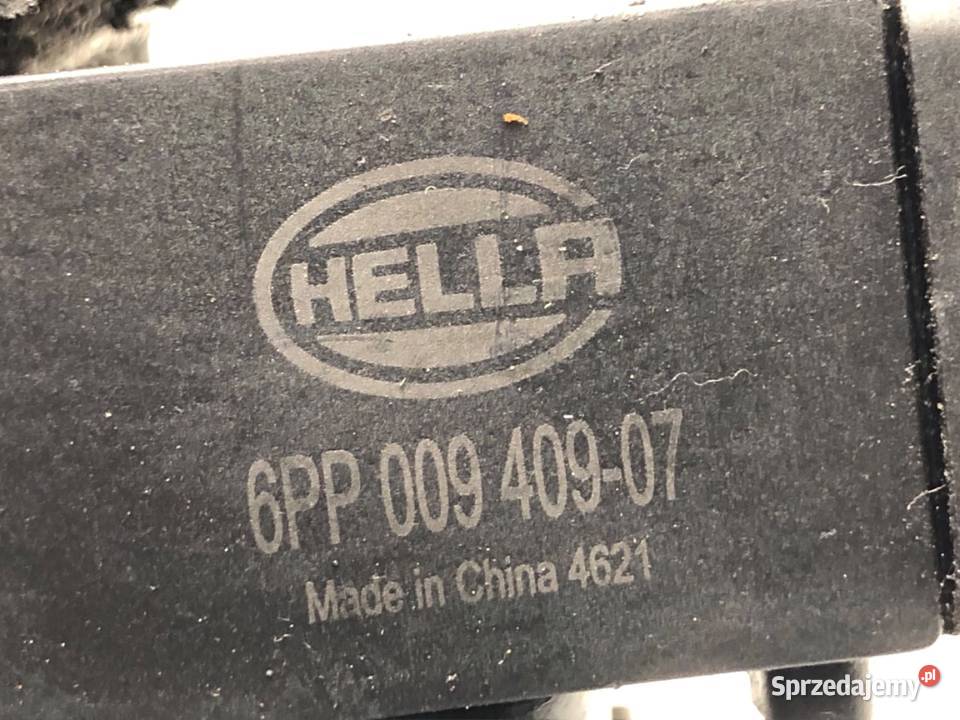 HELLA
6PP 009 409-07
Made in China 4621
Sprzedajemy.pl